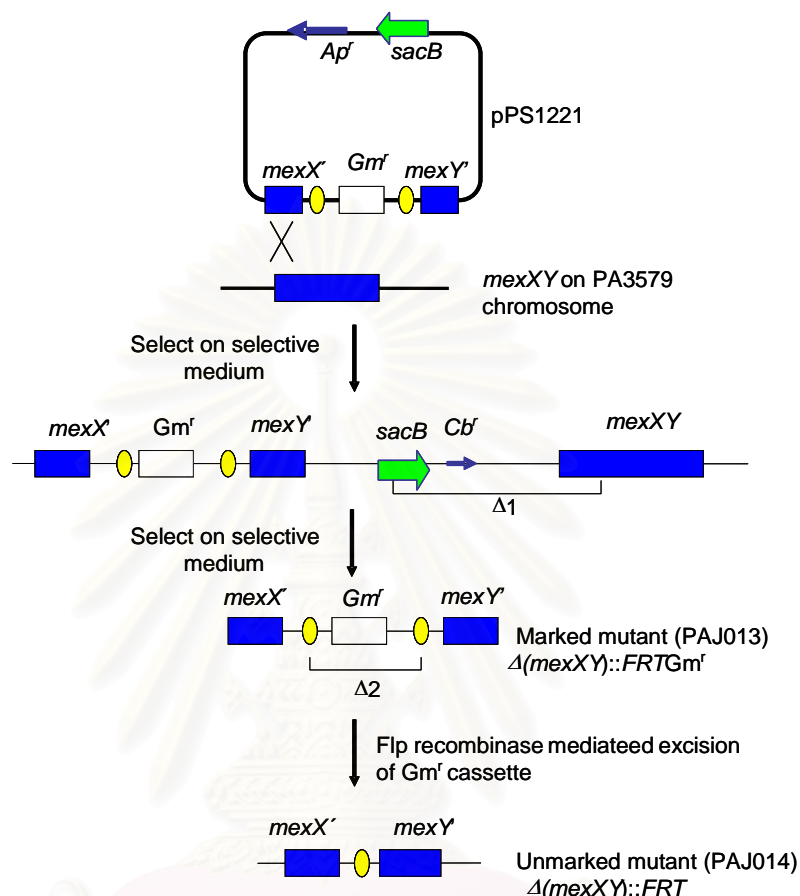 Apʳ
sacB
pPS1221
mexX´
Gmʳ
mexY'
mexXY on PA3579
chromosome
Select on selective
medium
mexX'
Gmʳ
mexY'
sacB
Cbʳ
mexXY
Δ1
Select on selective
medium
mexX´
Gmʳ
mexY'
Marked mutant (PAJ013)
Δ(mexXY)::FRTGmʳ
Δ2
Flp recombinase mediateed excision
of Gmʳ cassette
mexX´
mexY'
Unmarked mutant (PAJ014)
Δ(mexXY)::FRT